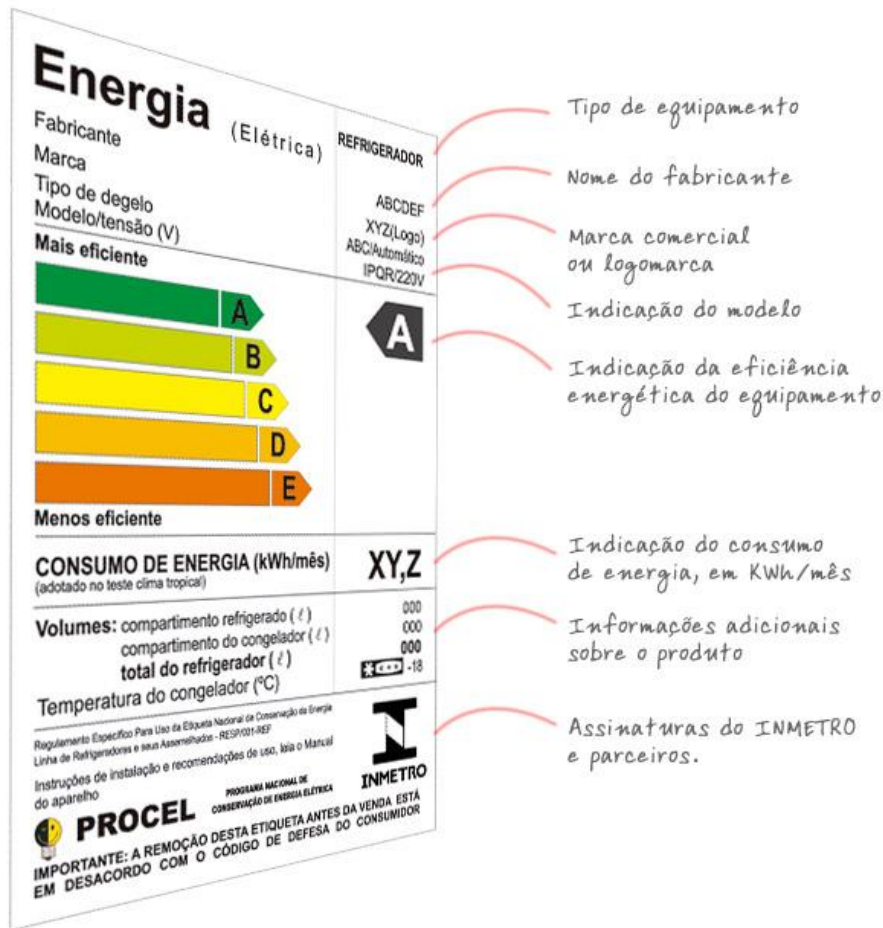 Energia (Elétrica) REFRIGERADOR
Fabricante ABCDEF
Marca XYZ(Logo)
Tipo de degelo ABC/Automático
Modelo/tensão (V) IPQR/220V
Mais eficiente
A
B
C
D
E
Menos eficiente
A
CONSUMO DE ENERGIA (kWh/mês) XY,Z
(adotado no teste clima tropical)
Volumes: compartimento refrigerado (ℓ) 000
compartimento do congelador (ℓ) 000
total do refrigerador (ℓ) 000
Temperatura do congelador (ºC) -18
Regulamento Específico Para Uso da Etiqueta Nacional de Conservação de Energia
Linha de Refrigeradores e seus Assemelhados - RESP/001-REF
Instruções de instalação e recomendações de uso, leia o Manual
do aparelho
PROCEL
PROGRAMA NACIONAL DE
CONSERVAÇÃO DE ENERGIA ELÉTRICA
INMETRO
IMPORTANTE: A REMOÇÃO DESTA ETIQUETA ANTES DA VENDA ESTÁ
EM DESACORDO COM O CÓDIGO DE DEFESA DO CONSUMIDOR
Tipo de equipamento
Nome do fabricante
Marca comercial
ou logomarca
Indicação do modelo
Indicação da eficiência
energética do equipamento
Indicação do consumo
de energia, em KWh/mês
Informações adicionais
sobre o produto
Assinaturas do INMETRO
e parceiros.